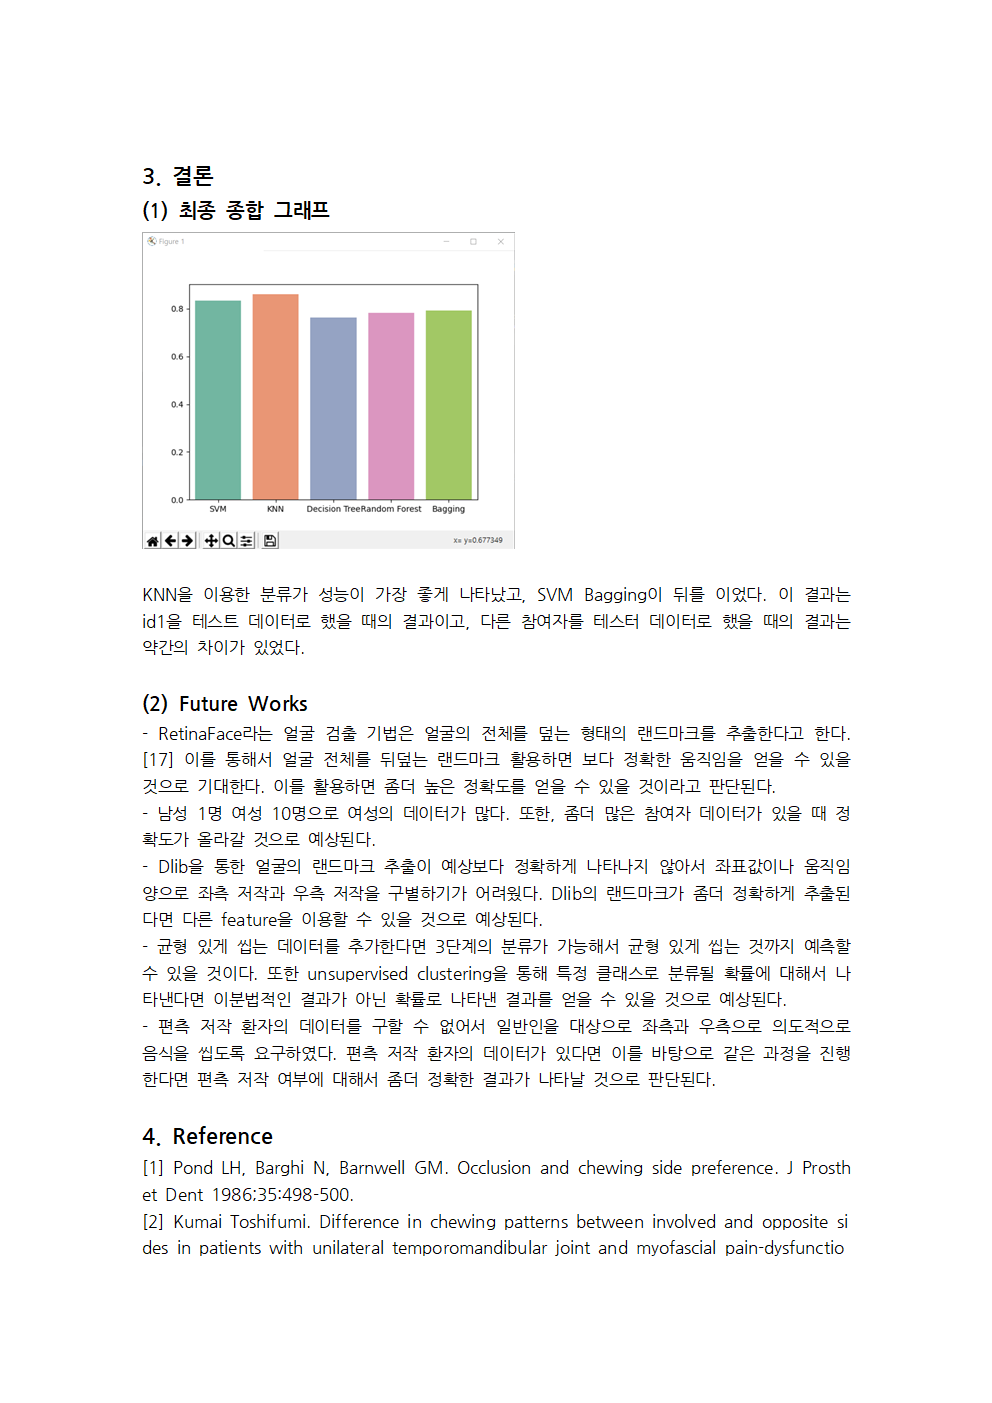 3. 결론
(1) 최종 종합 그래프
Figure 1
0.8
0.6
0.4
0.2
0.0
SVM KNN Decision Tree Random Forest Bagging
x= y=0.677349
KNN을 이용한 분류가 성능이 가장 좋게 나타났고, SVM Bagging이 뒤를 이었다. 이 결과는
id1을 테스트 데이터로 했을 때의 결과이고, 다른 참여자를 테스터 데이터로 했을 때의 결과는
약간의 차이가 있었다.
(2) Future Works
- RetinaFace라는 얼굴 검출 기법은 얼굴의 전체를 덮는 형태의 랜드마크를 추출한다고 한다.
[17] 이를 통해서 얼굴 전체를 뒤덮는 랜드마크 활용하면 보다 정확한 움직임을 얻을 수 있을
것으로 기대한다. 이를 활용하면 좀더 높은 정확도를 얻을 수 있을 것이라고 판단된다.
- 남성 1명 여성 10명으로 여성의 데이터가 많다. 또한, 좀더 많은 참여자 데이터가 있을 때 정
확도가 올라갈 것으로 예상된다.
- Dlib을 통한 얼굴의 랜드마크 추출이 예상보다 정확하게 나타나지 않아서 좌표값이나 움직임
양으로 좌측 저작과 우측 저작을 구별하기가 어려웠다. Dlib의 랜드마크가 좀더 정확하게 추출된
다면 다른 feature을 이용할 수 있을 것으로 예상된다.
- 균형 있게 씹는 데이터를 추가한다면 3단계의 분류가 가능해서 균형 있게 씹는 것까지 예측할
수 있을 것이다. 또한 unsupervised clustering을 통해 특정 클래스로 분류될 확률에 대해서 나
타낸다면 이분법적인 결과가 아닌 확률로 나타낸 결과를 얻을 수 있을 것으로 예상된다.
- 편측 저작 환자의 데이터를 구할 수 없어서 일반인을 대상으로 좌측과 우측으로 의도적으로
음식을 씹도록 요구하였다. 편측 저작 환자의 데이터가 있다면 이를 바탕으로 같은 과정을 진행
한다면 편측 저작 여부에 대해서 좀더 정확한 결과가 나타날 것으로 판단된다.
4. Reference
[1] Pond LH, Barghi N, Barnwell GM. Occlusion and chewing side preference. J Prosth
et Dent 1986;35:498-500.
[2] Kumai Toshifumi. Difference in chewing patterns between involved and opposite si
des in patients with unilateral temporomandibular joint and myofascial pain-dysfunctio